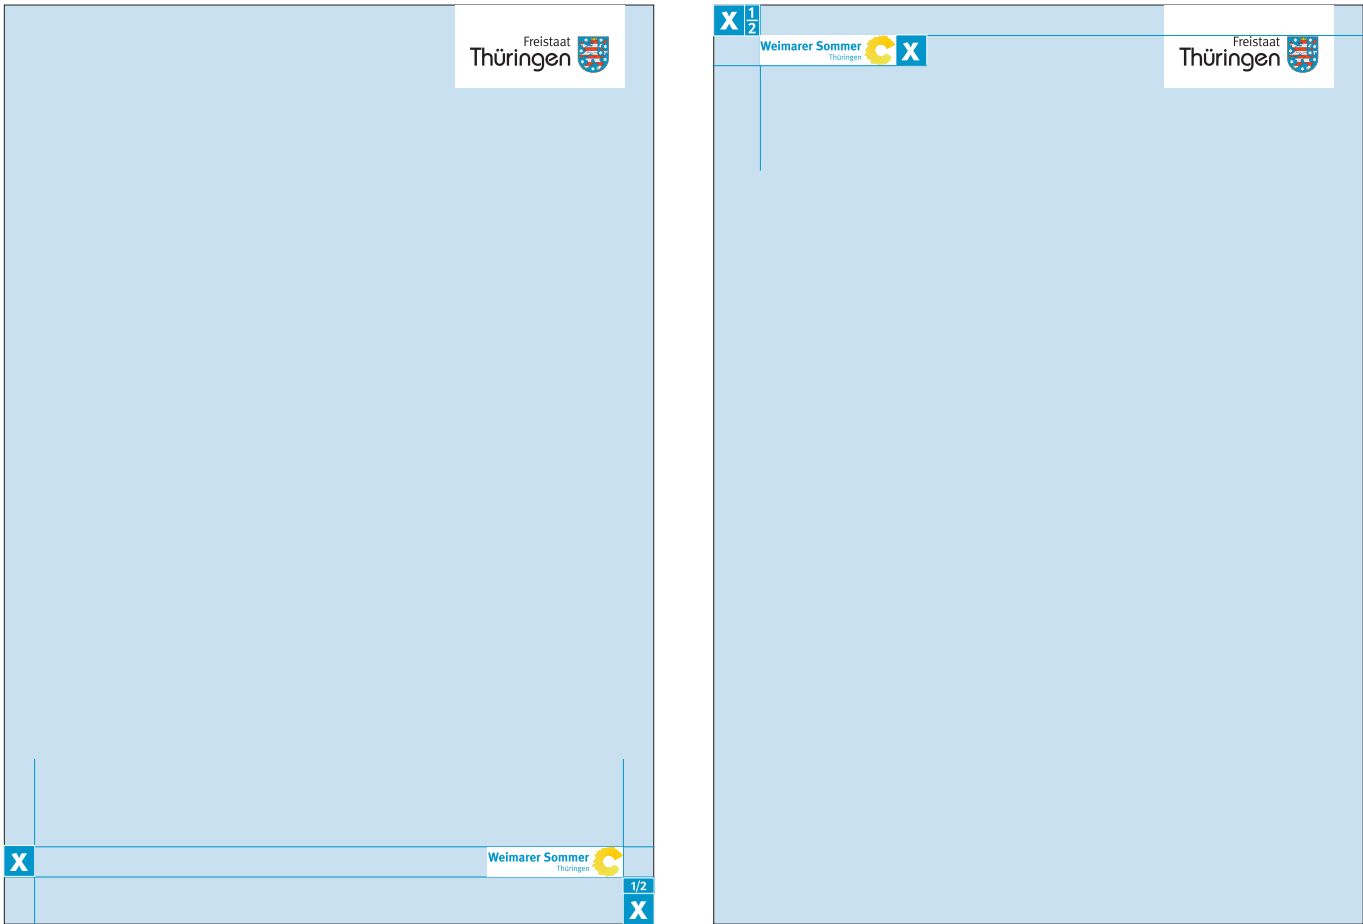 Freistaat
Thüringen
X
Weimarer Sommer
Thüringen
1/2
X
X 1/2
Weimarer Sommer
Thüringen
X
Freistaat
Thüringen